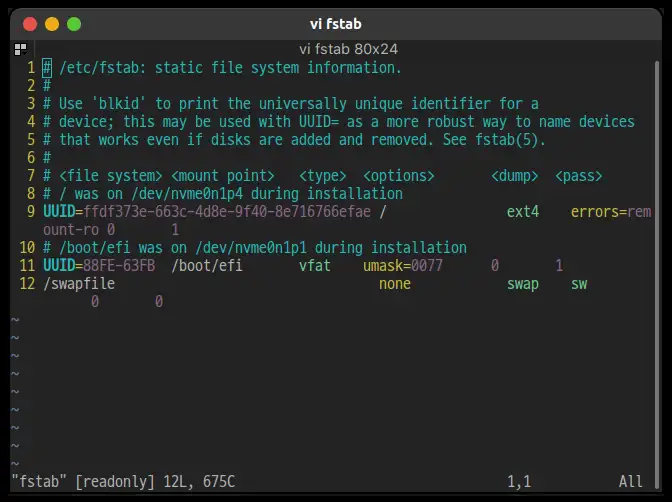 vi fstab
vi fstab 80x24
1 # /etc/fstab: static file system information.
2 #
3 # Use 'blkid' to print the universally unique identifier for a
4 # device; this may be used with UUID= as a more robust way to name devices
5 # that works even if disks are added and removed. See fstab(5).
6 #
7 # <file system> <mount point>   <type>  <options>       <dump>  <pass>
8 # / was on /dev/nvme0n1p4 during installation
9 UUID=ffdf373e-663c-4d8e-9f40-8e716766efae /               ext4    errors=rem
ount-ro 0       1
10 # /boot/efi was on /dev/nvme0n1p1 during installation
11 UUID=88FE-63FB  /boot/efi       vfat    umask=0077      0       1
12 /swapfile                                 none            swap    sw
0       0
~
~
~
~
~
~
~
~
~
"fstab" [readonly] 12L, 675C                                  1,1           All